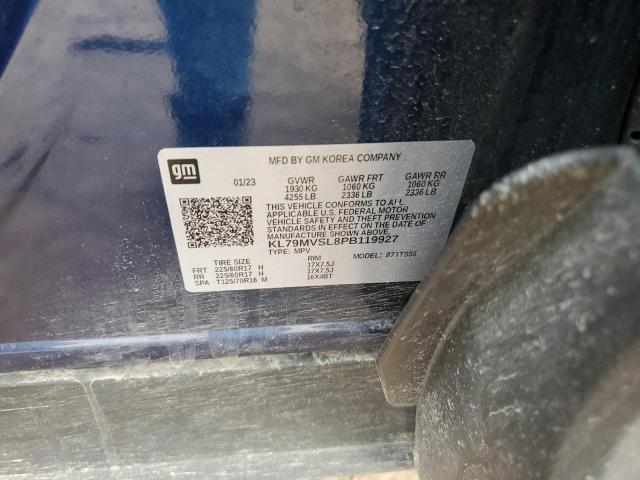 gm
MFD BY GM KOREA COMPANY
01/23 GVWR GAWR FRT GAWR RR
1930 KG 1060 KG 1060 KG
4255 LB 2336 LB 2336 LB
THIS VEHICLE CONFORMS TO ALL
APPLICABLE U.S. FEDERAL MOTOR
VEHICLE SAFETY AND THEFT PREVENTION
STANDARDS IN EFFECT ON THE DATE OF
MANUFACTURE SHOWN ABOVE.
KL79MVSL8PB119927
TYPE: MPV MODEL:
TIRE SIZE RIM
FRT 225/60R17 H 17X7.5J
RR 225/60R17 H 17X7.5J
SPA T125/70R16 M 16X4BT